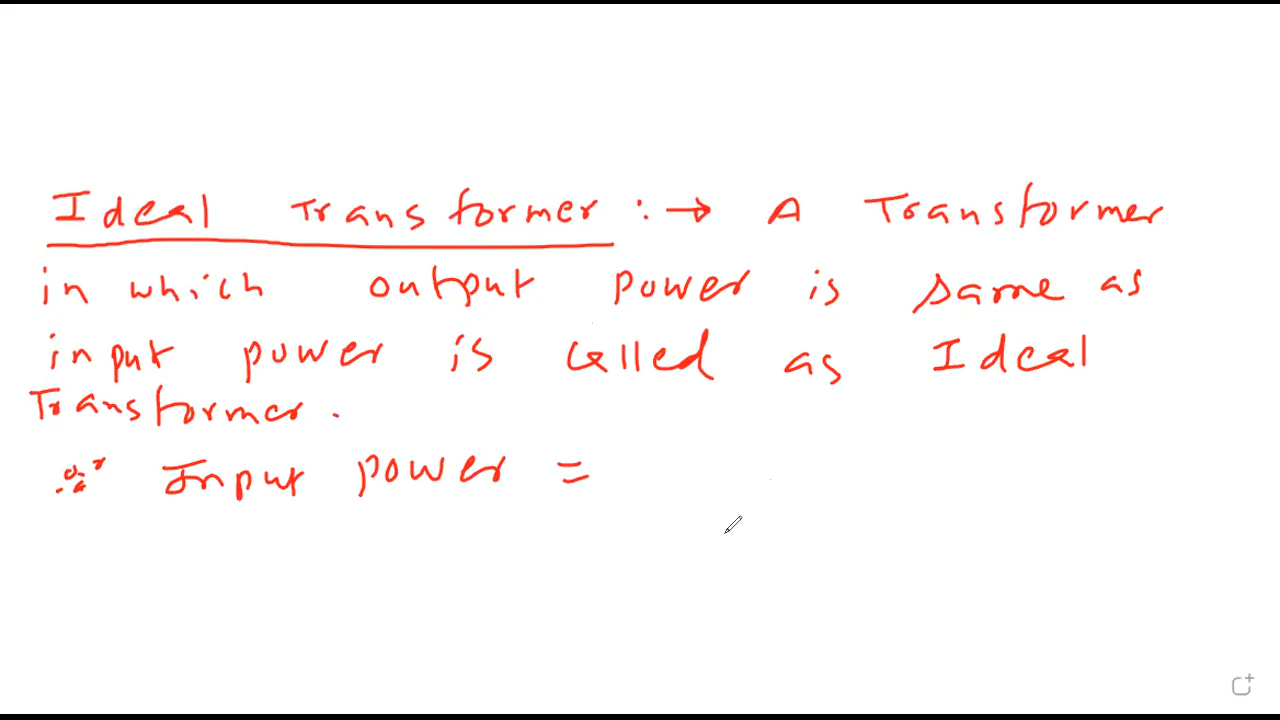 Ideal Transformer :→ A Transformer
in which output power is same as
input power is called as Ideal
Transformer.
∴ Input power =